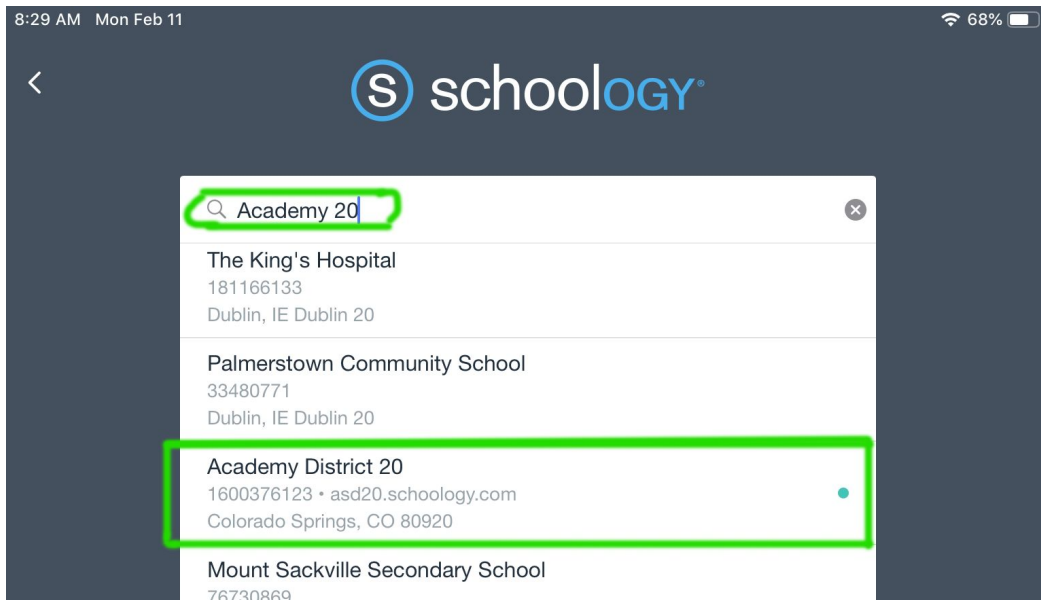 8:29 AM Mon Feb 11
68%
S schoology®
Academy 20
The King's Hospital
181166133
Dublin, IE Dublin 20
Palmerstown Community School
33480771
Dublin, IE Dublin 20
Academy District 20
1600376123 • asd20.schoology.com
Colorado Springs, CO 80920
Mount Sackville Secondary School
76730869